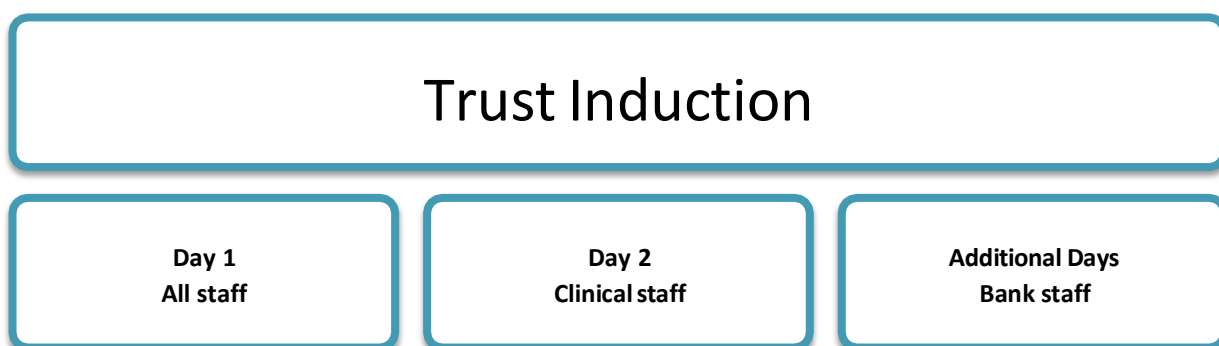 Trust Induction
Day 1
All staff
Day 2
Clinical staff
Additional Days
Bank staff